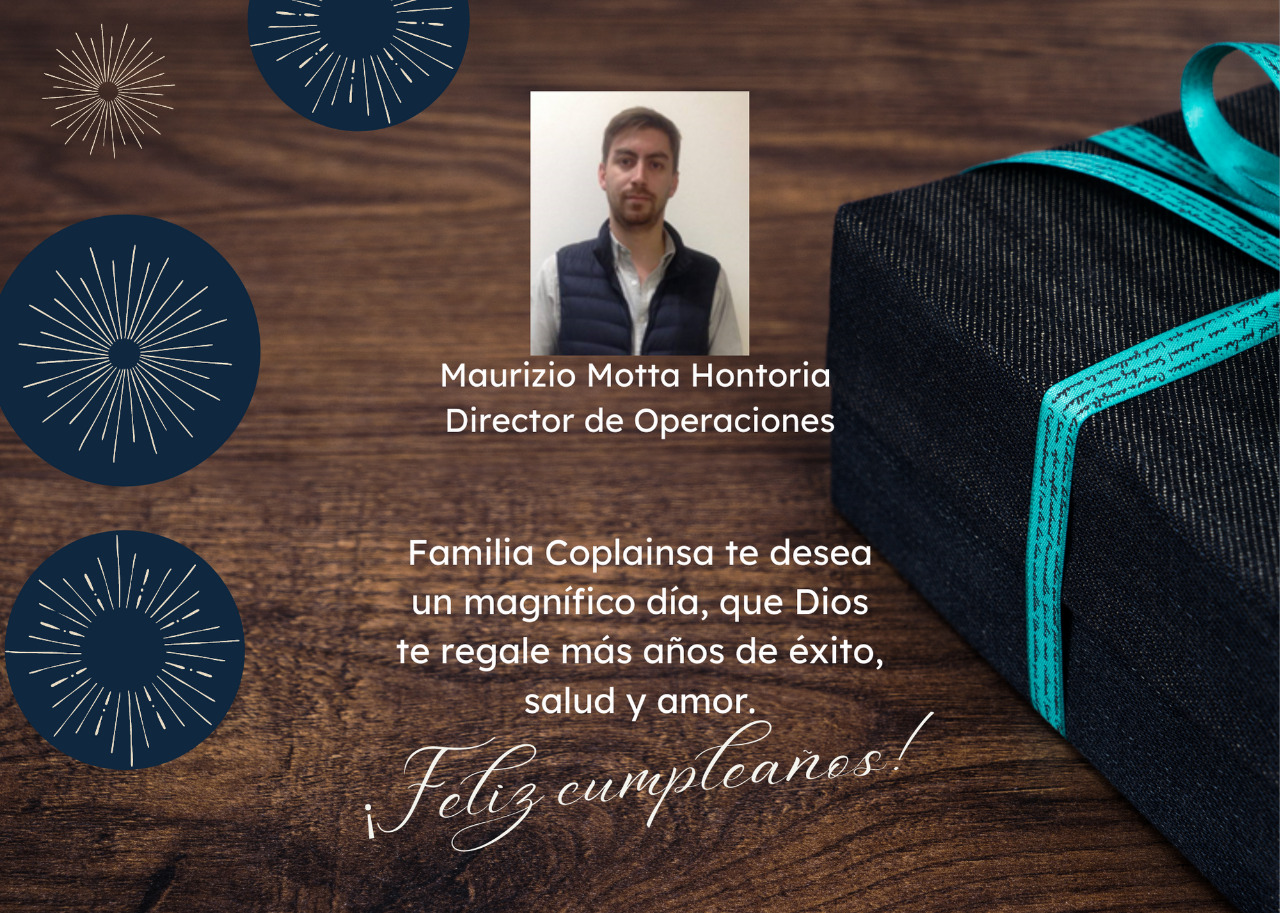 Maurizio Motta Hontoria
Director de Operaciones
Familia Coplainsa te desea
un magnífico día, que Dios
te regale más años de éxito,
salud y amor.
¡Feliz cumpleaños!